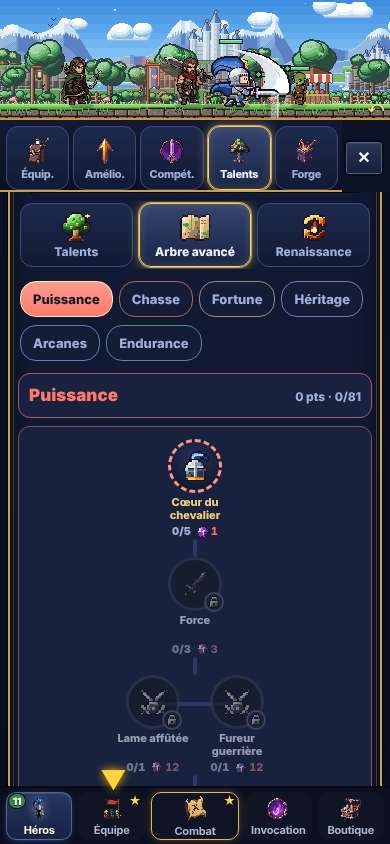 Équip.
Amélio.
Compét.
Talents
Forge
×
Talents
Arbre avancé
Renaissance
Puissance
Chasse
Fortune
Héritage
Arcanes
Endurance
Puissance
0 pts · 0/81
Cœur du
chevalier
0/5 1
Force
0/3 3
Lame affûtée
Fureur
guerrière
0/1 12
0/1 12
11
Héros
Équipe
Combat
Invocation
Boutique